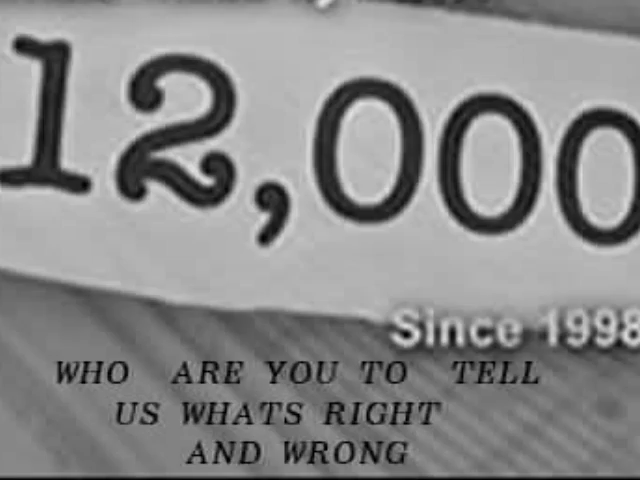 12,000
Since 1998
WHO ARE YOU TO TELL
US WHATS RIGHT
AND WRONG